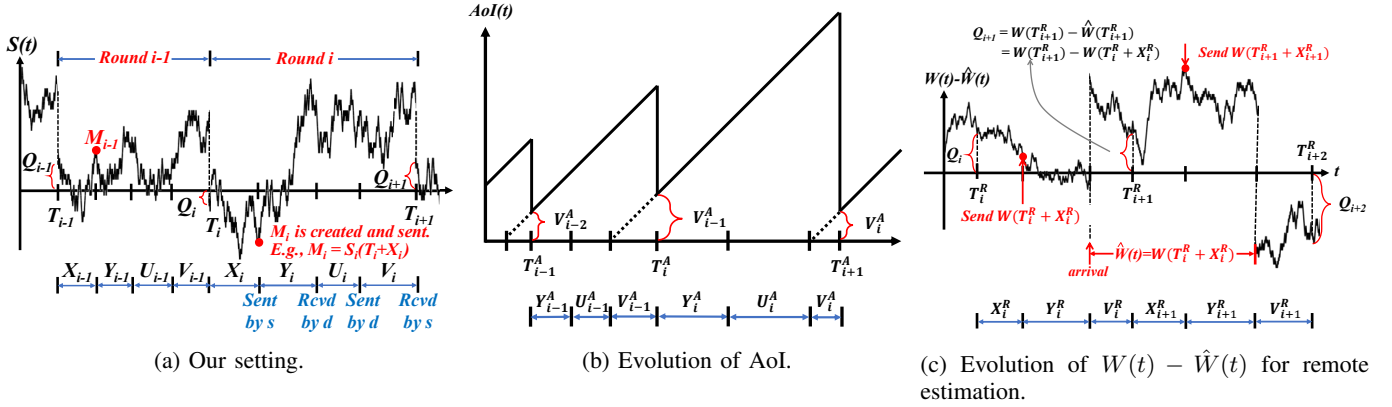 S(t)
Round i-1
Round i
M_{i-1}
Q_{i-1}
Q_i
Q_{i+1}
T_{i-1}
T_i
T_{i+1}
M_i is created and sent.
E.g., M_i = S_i(T_i+X_i)
X_{i-1} Y_{i-1} U_{i-1} V_{i-1} X_i Y_i U_i V_i
Sent by s
Rcvd by d
Sent by d
Rcvd by s
(a) Our setting.
AoI(t)
V^A_{i-2}
V^A_{i-1}
V^A_i
T^A_{i-1}
T^A_i
T^A_{i+1}
Y^A_{i-1} U^A_{i-1} V^A_{i-1} Y^A_i U^A_i V^A_i
(b) Evolution of AoI.
Q_{i+1} = W(T^R_{i+1}) − Ŵ(T^R_{i+1})
= W(T^R_{i+1}) − W(T^R_i + X^R_i)
Send W(T^R_{i+1} + X^R_{i+1})
W(t)-Ŵ(t)
Q_i
T^R_i
T^R_{i+1}
T^R_{i+2}
t
Send W(T^R_i + X^R_i)
Q_{i+2}
Ŵ(t)=W(T^R_i + X^R_i)
arrival
X^R_i Y^R_i V^R_i X^R_{i+1} Y^R_{i+1} V^R_{i+1}
(c) Evolution of W(t) − Ŵ(t) for remote
estimation.